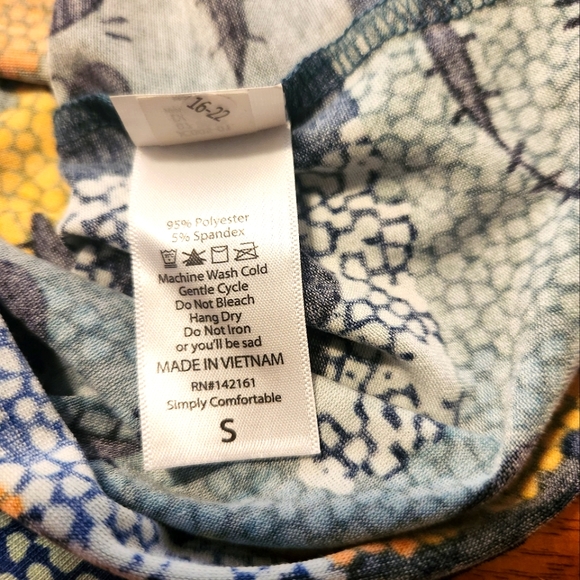 16-22
95% Polyester
5% Spandex
Machine Wash Cold
Gentle Cycle
Do Not Bleach
Hang Dry
Do Not Iron
or you'll be sad
MADE IN VIETNAM
RN#142161
Simply Comfortable
S